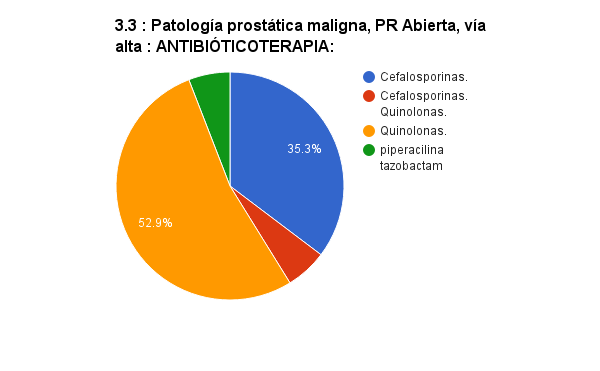 3.3 : Patología prostática maligna, PR Abierta, vía
alta : ANTIBIÓTICOTERAPIA:
Cefalosporinas.
Cefalosporinas.
Quinolonas.
Quinolonas.
piperacilina
tazobactam
35.3%
52.9%